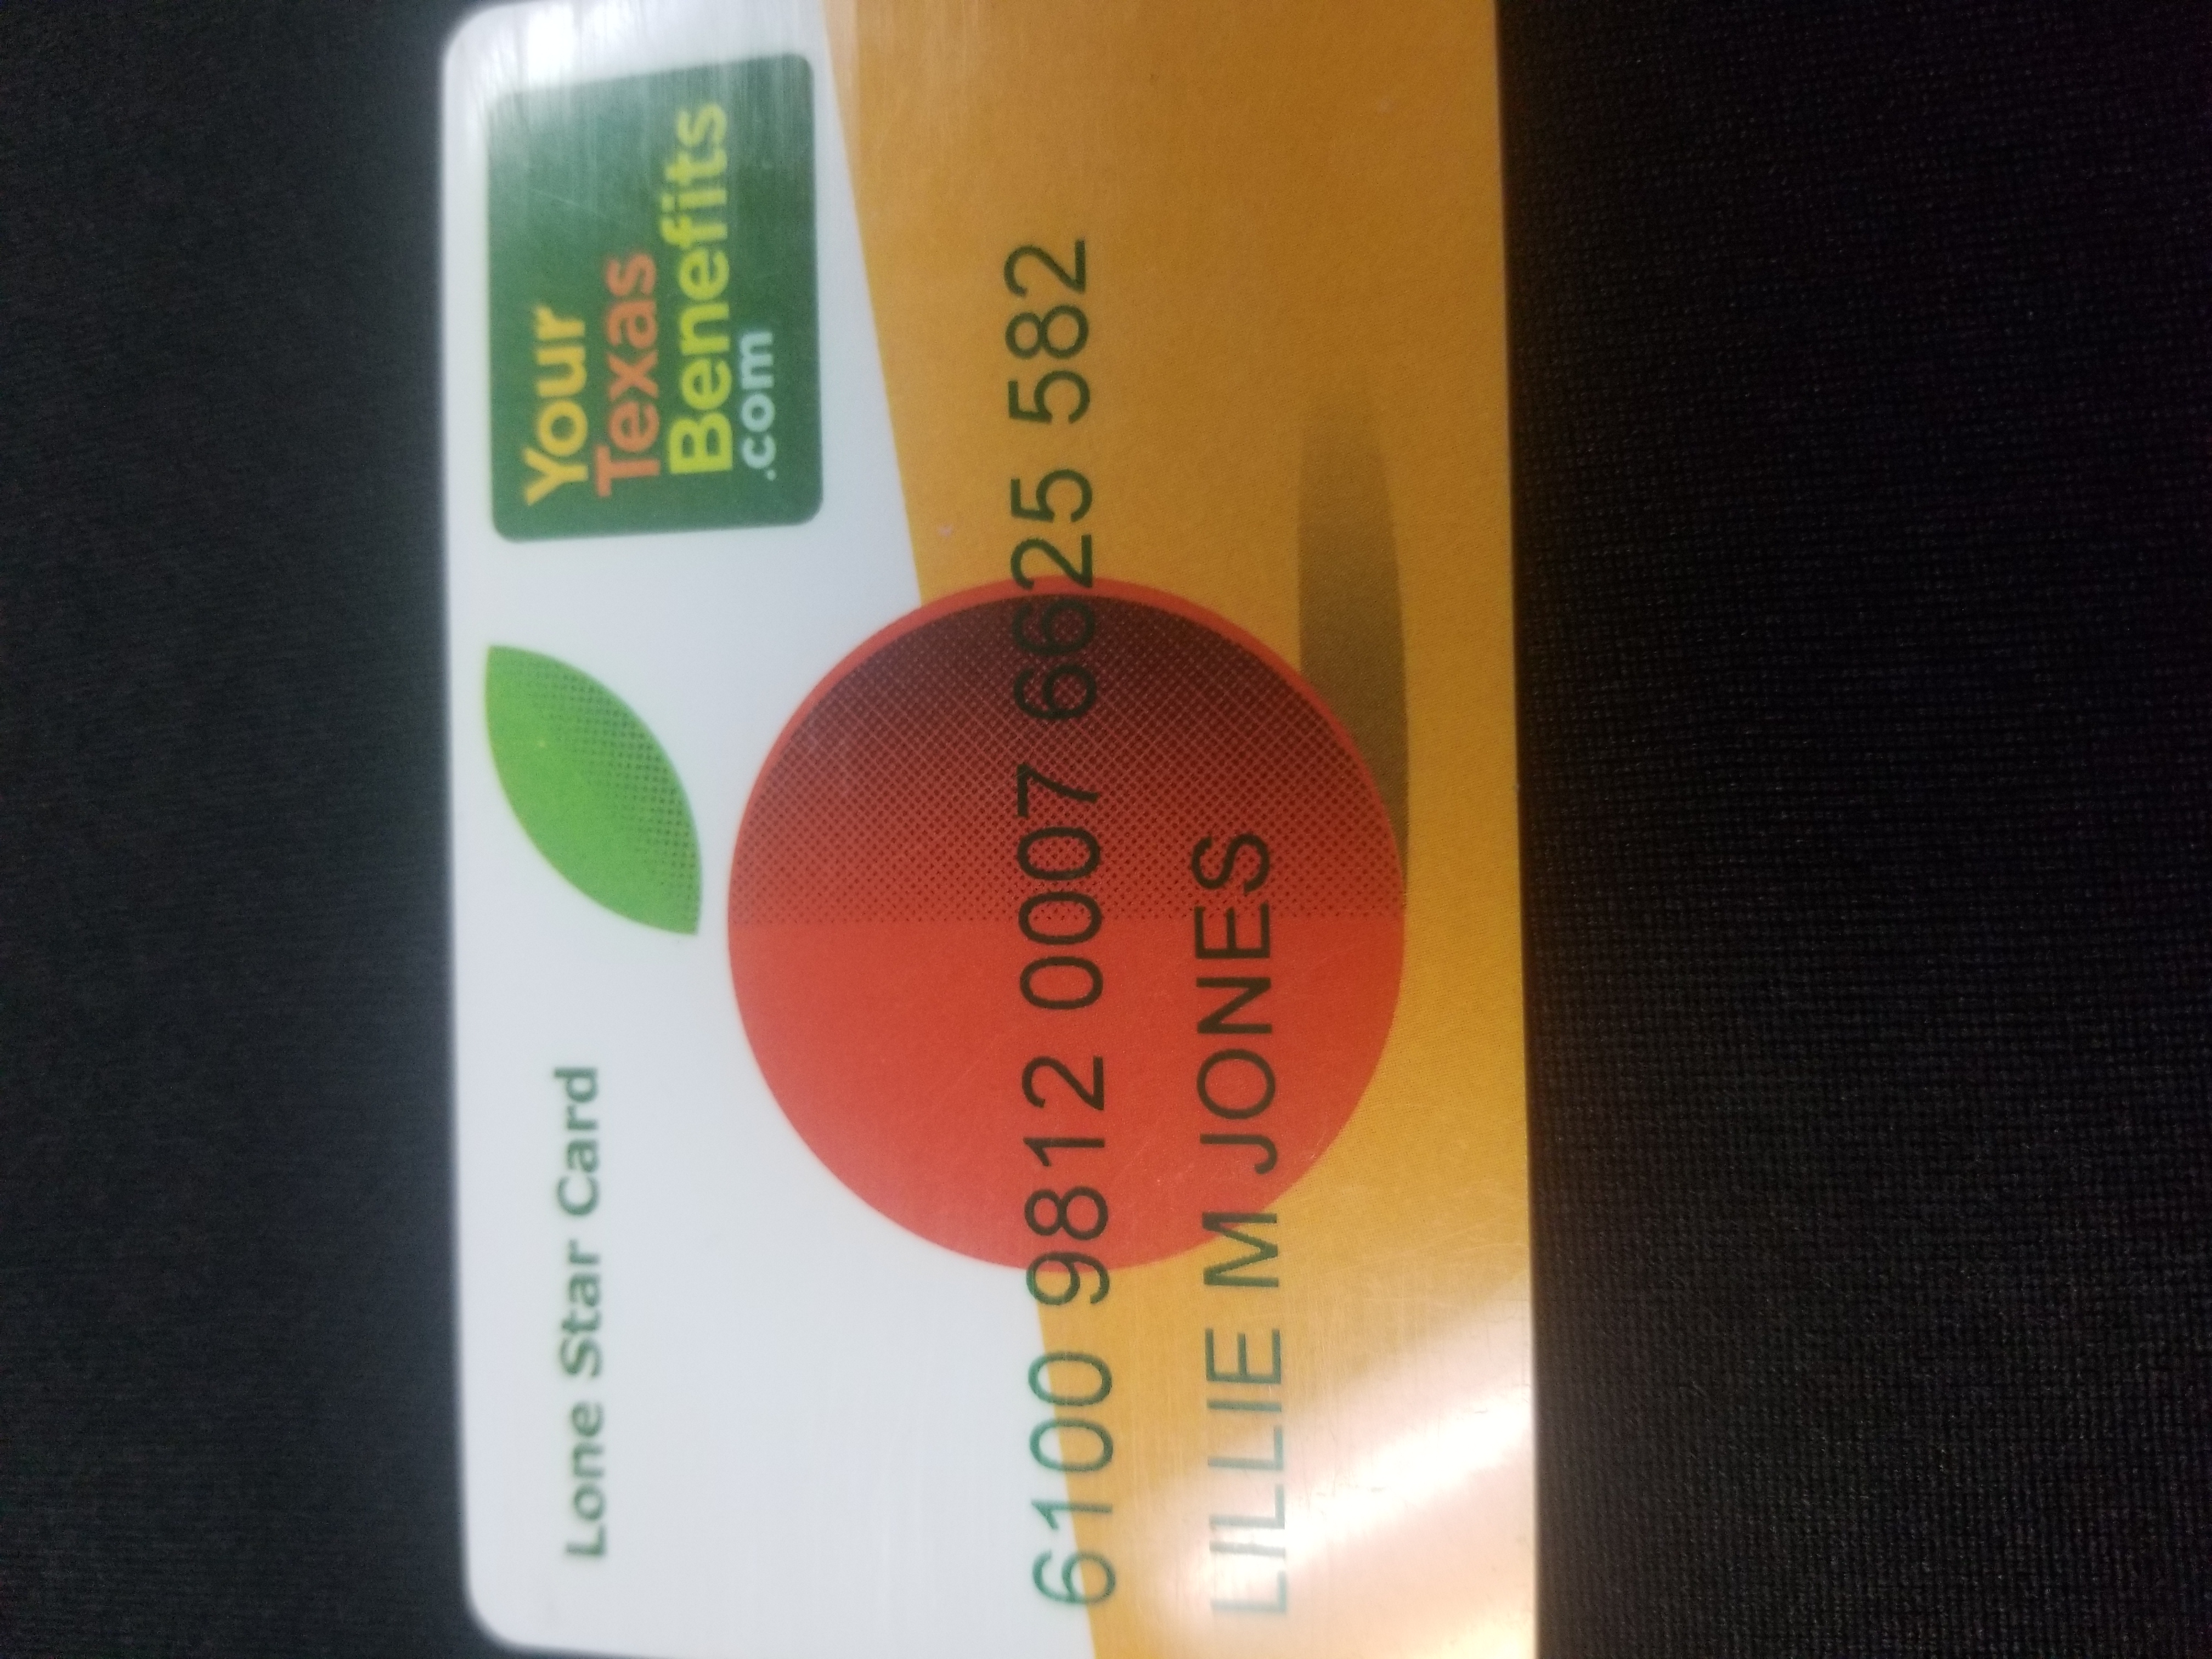 Lone Star Card
Your
Texas
Benefits
.com
6100 9812 0007 6625 582
LILLIE M JONES